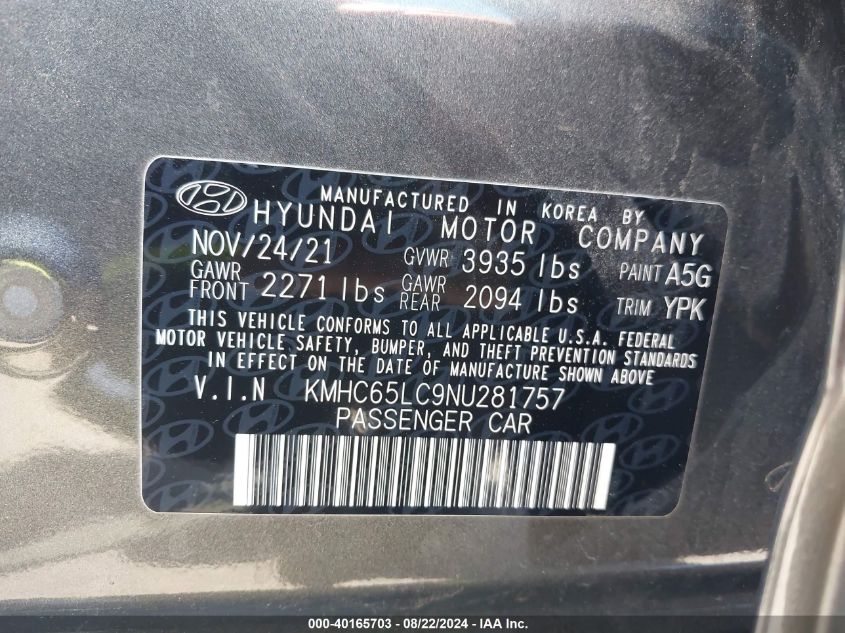 MANUFACTURED IN KOREA BY
HYUNDAI MOTOR COMPANY
NOV/24/21 GVWR 3935 lbs PAINT A5G
GAWR FRONT 2271 lbs GAWR REAR 2094 lbs TRIM YPK
THIS VEHICLE CONFORMS TO ALL APPLICABLE U.S.A. FEDERAL
MOTOR VEHICLE SAFETY, BUMPER, AND THEFT PREVENTION STANDARDS
IN EFFECT ON THE DATE OF MANUFACTURE SHOWN ABOVE
V.I.N KMHC65LC9NU281757
PASSENGER CAR
000-40165703 - 08/22/2024 - IAA Inc.